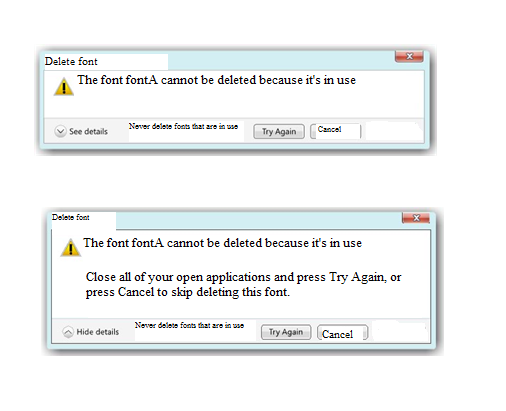 Delete font
The font fontA cannot be deleted because it's in use
See details
Never delete fonts that are in use
Try Again
Cancel
Delete font
The font fontA cannot be deleted because it's in use
Close all of your open applications and press Try Again, or
press Cancel to skip deleting this font.
Hide details
Never delete fonts that are in use
Try Again
Cancel